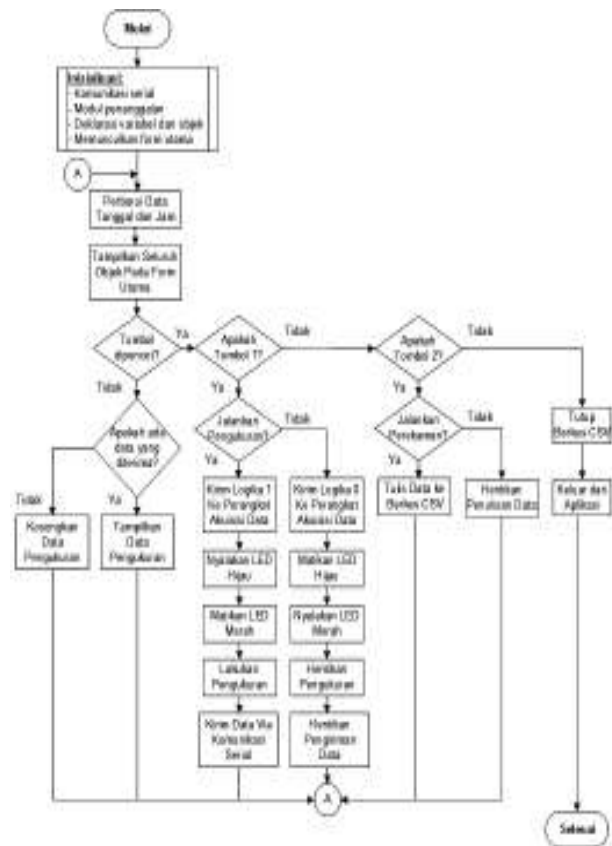 Mulai
Inisialisasi:
- Komunikasi serial
- Modul penanggalan
- Deklarasi variabel dan objek
- Memunculkan form utama
A
Perbarui Data
Tanggal dan Jam
Tampilkan Seluruh
Objek Pada Form
Utama
Tombol
dipencet?
Ya
Tidak
Apakah
Tombol 1?
Tidak
Ya
Apakah
Tombol 2?
Tidak
Ya
Apakah ada
data yang
diterima?
Tidak
Ya
Jalankan
Pengukuran?
Ya
Tidak
Jalankan
Perekaman?
Ya
Tidak
Tutup
Berkas CSV
Kosongkan
Data
Pengukuran
Tampilkan
Data
Pengukuran
Kirim Logika 1
Ke Perangkat
Akuisisi Data
Kirim Logika 0
Ke Perangkat
Akuisisi Data
Tulis Data ke
Berkas CSV
Hentikan
Penulisan Data
Keluar dari
Aplikasi
Nyalakan LED
Hijau
Matikan LED
Hijau
Matikan LED
Merah
Nyalakan LED
Merah
Lakukan
Pengukuran
Hentikan
Pengukuran
Kirim Data Via
Komunikasi
Serial
Hentikan
Pengiriman
Data
A
Selesai